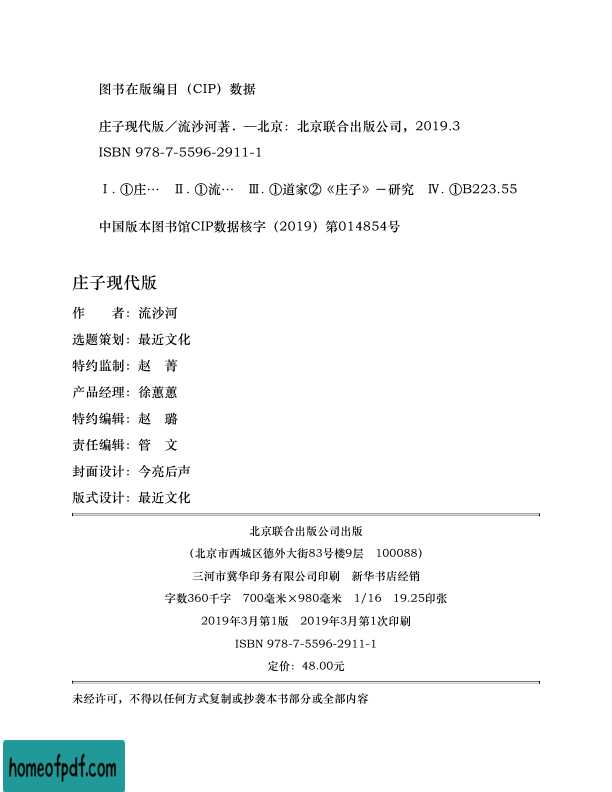 图书在版编目（CIP）数据
庄子现代版／流沙河著．—北京：北京联合出版公司，2019.3
ISBN 978-7-5596-2911-1
Ⅰ．①庄… Ⅱ．①流… Ⅲ．①道家②《庄子》－研究 Ⅳ．①B223.55
中国版本图书馆CIP数据核字（2019）第014854号
庄子现代版
作　　者：流沙河
选题策划：最近文化
特约监制：赵　菁
产品经理：徐蕙蕙
特约编辑：赵　璐
责任编辑：管　文
封面设计：今亮后声
版式设计：最近文化
北京联合出版公司出版
（北京市西城区德外大街83号楼9层　100088）
三河市冀华印务有限公司印刷　新华书店经销
字数360千字　700毫米×980毫米　1/16　19.25印张
2019年3月第1版　2019年3月第1次印刷
ISBN 978-7-5596-2911-1
定价：48.00元
未经许可，不得以任何方式复制或抄袭本书部分或全部内容
homeofpdf.com